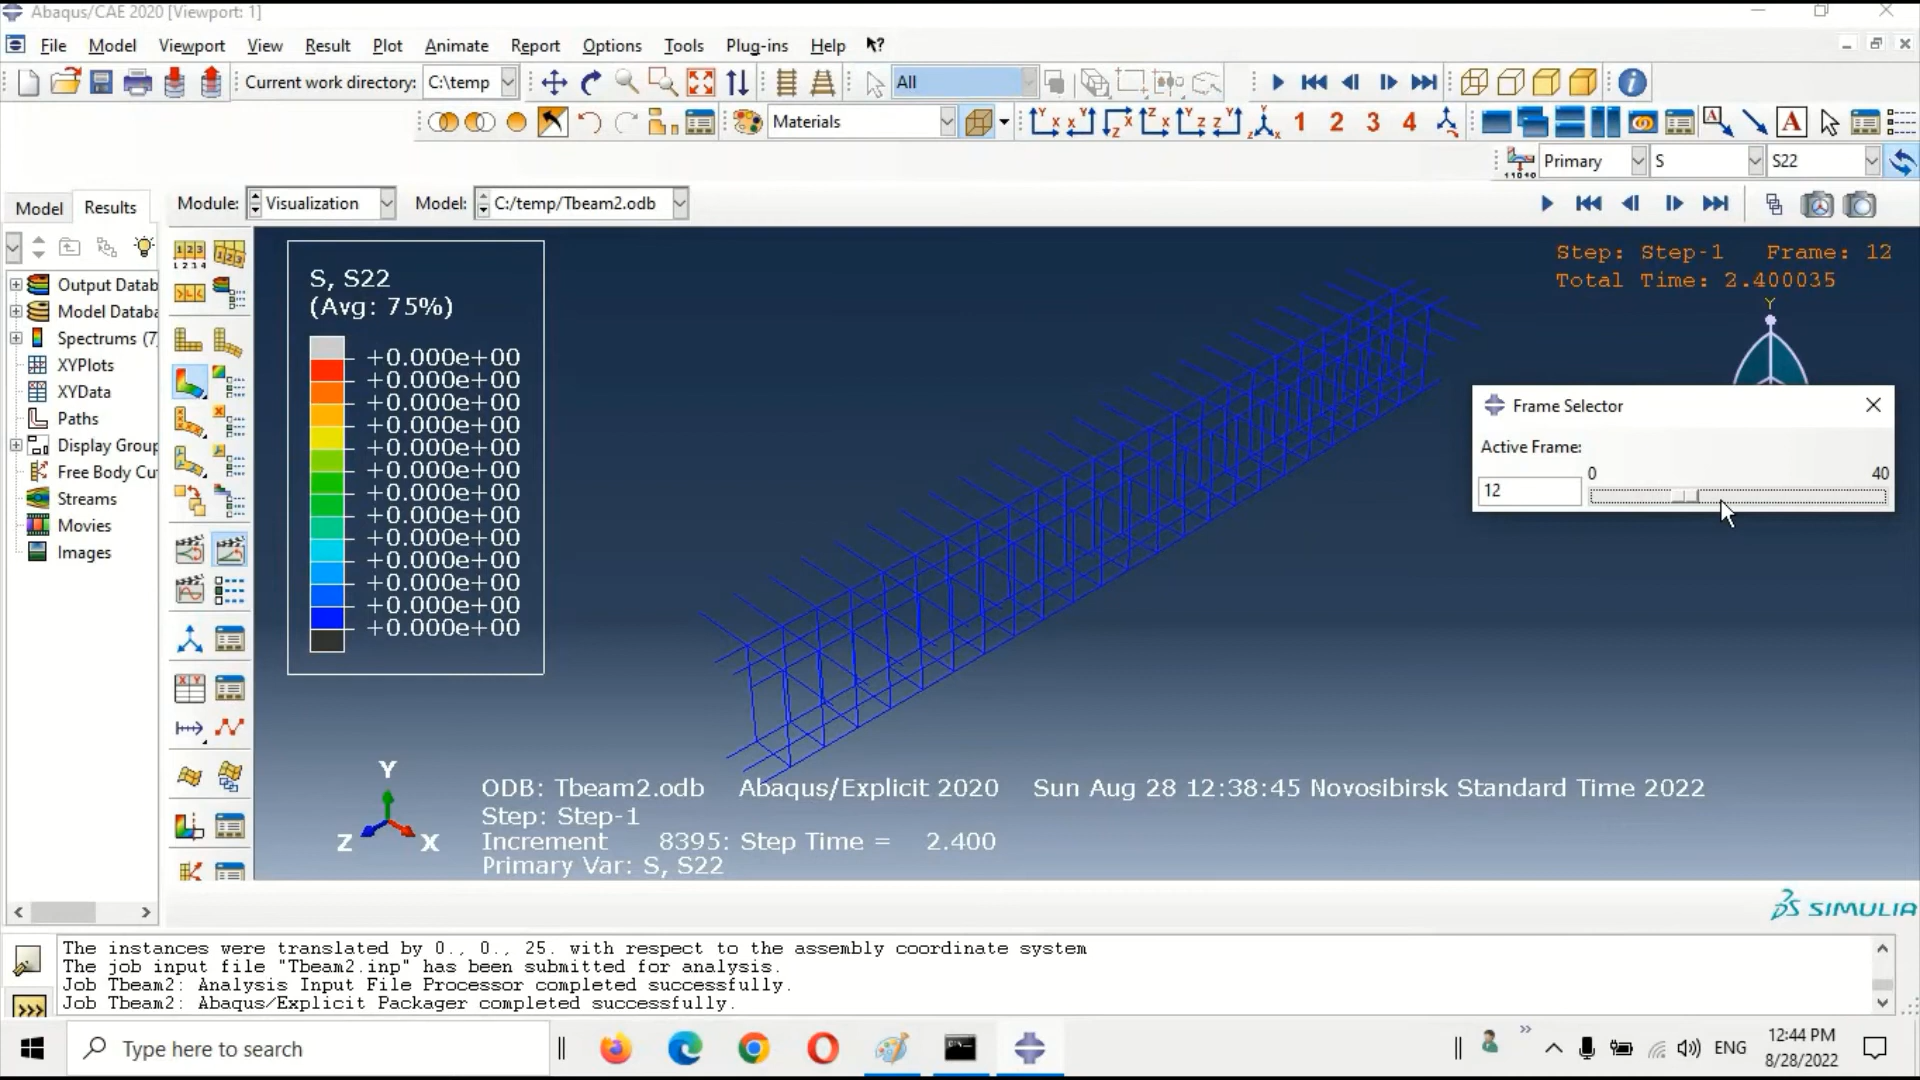 Abaqus/CAE 2020 [Viewport: 1]
File Model Viewport View Result Plot Animate Report Options Tools Plug-ins Help
Current work directory: C:\temp All
Materials 1 2 3 4
Primary S S22
Model Results Module: Visualization Model: C:/temp/Tbeam2.odb
Output Datab
Model Databa
Spectrums (7
XYPlots
XYData
Paths
Display Group
Free Body Cu
Streams
Movies
Images
S, S22
(Avg: 75%)
+0.000e+00
+0.000e+00
+0.000e+00
+0.000e+00
+0.000e+00
+0.000e+00
+0.000e+00
+0.000e+00
+0.000e+00
+0.000e+00
+0.000e+00
+0.000e+00
+0.000e+00
Step: Step-1 Frame: 12
Total Time: 2.400035
Y
Frame Selector
Active Frame:
0 40
12
Y
Z X
ODB: Tbeam2.odb Abaqus/Explicit 2020 Sun Aug 28 12:38:45 Novosibirsk Standard Time 2022
Step: Step-1
Increment 8395: Step Time = 2.400
Primary Var: S, S22
SIMULIA
The instances were translated by 0., 0., 25. with respect to the assembly coordinate system
The job input file "Tbeam2.inp" has been submitted for analysis.
Job Tbeam2: Analysis Input File Processor completed successfully.
Job Tbeam2: Abaqus/Explicit Packager completed successfully.
Type here to search
ENG
12:44 PM
8/28/2022